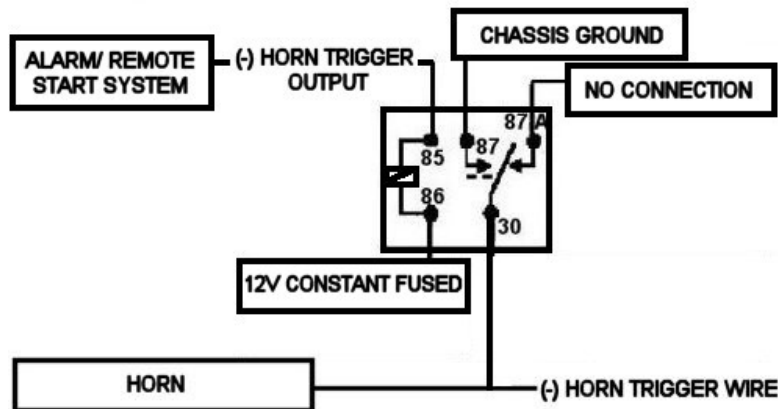 CHASSIS GROUND
ALARM/ REMOTE
START SYSTEM
(-) HORN TRIGGER
OUTPUT
NO CONNECTION
87 A
87
85
86
30
12V CONSTANT FUSED
HORN
(-) HORN TRIGGER WIRE